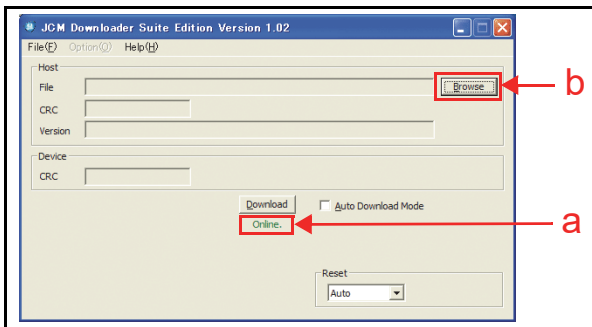 JCM Downloader Suite Edition Version 1.02
File(F) Option(O) Help(H)
Host
File
Browse
b
CRC
Version
Device
CRC
Download
Auto Download Mode
Online.
a
Reset
Auto